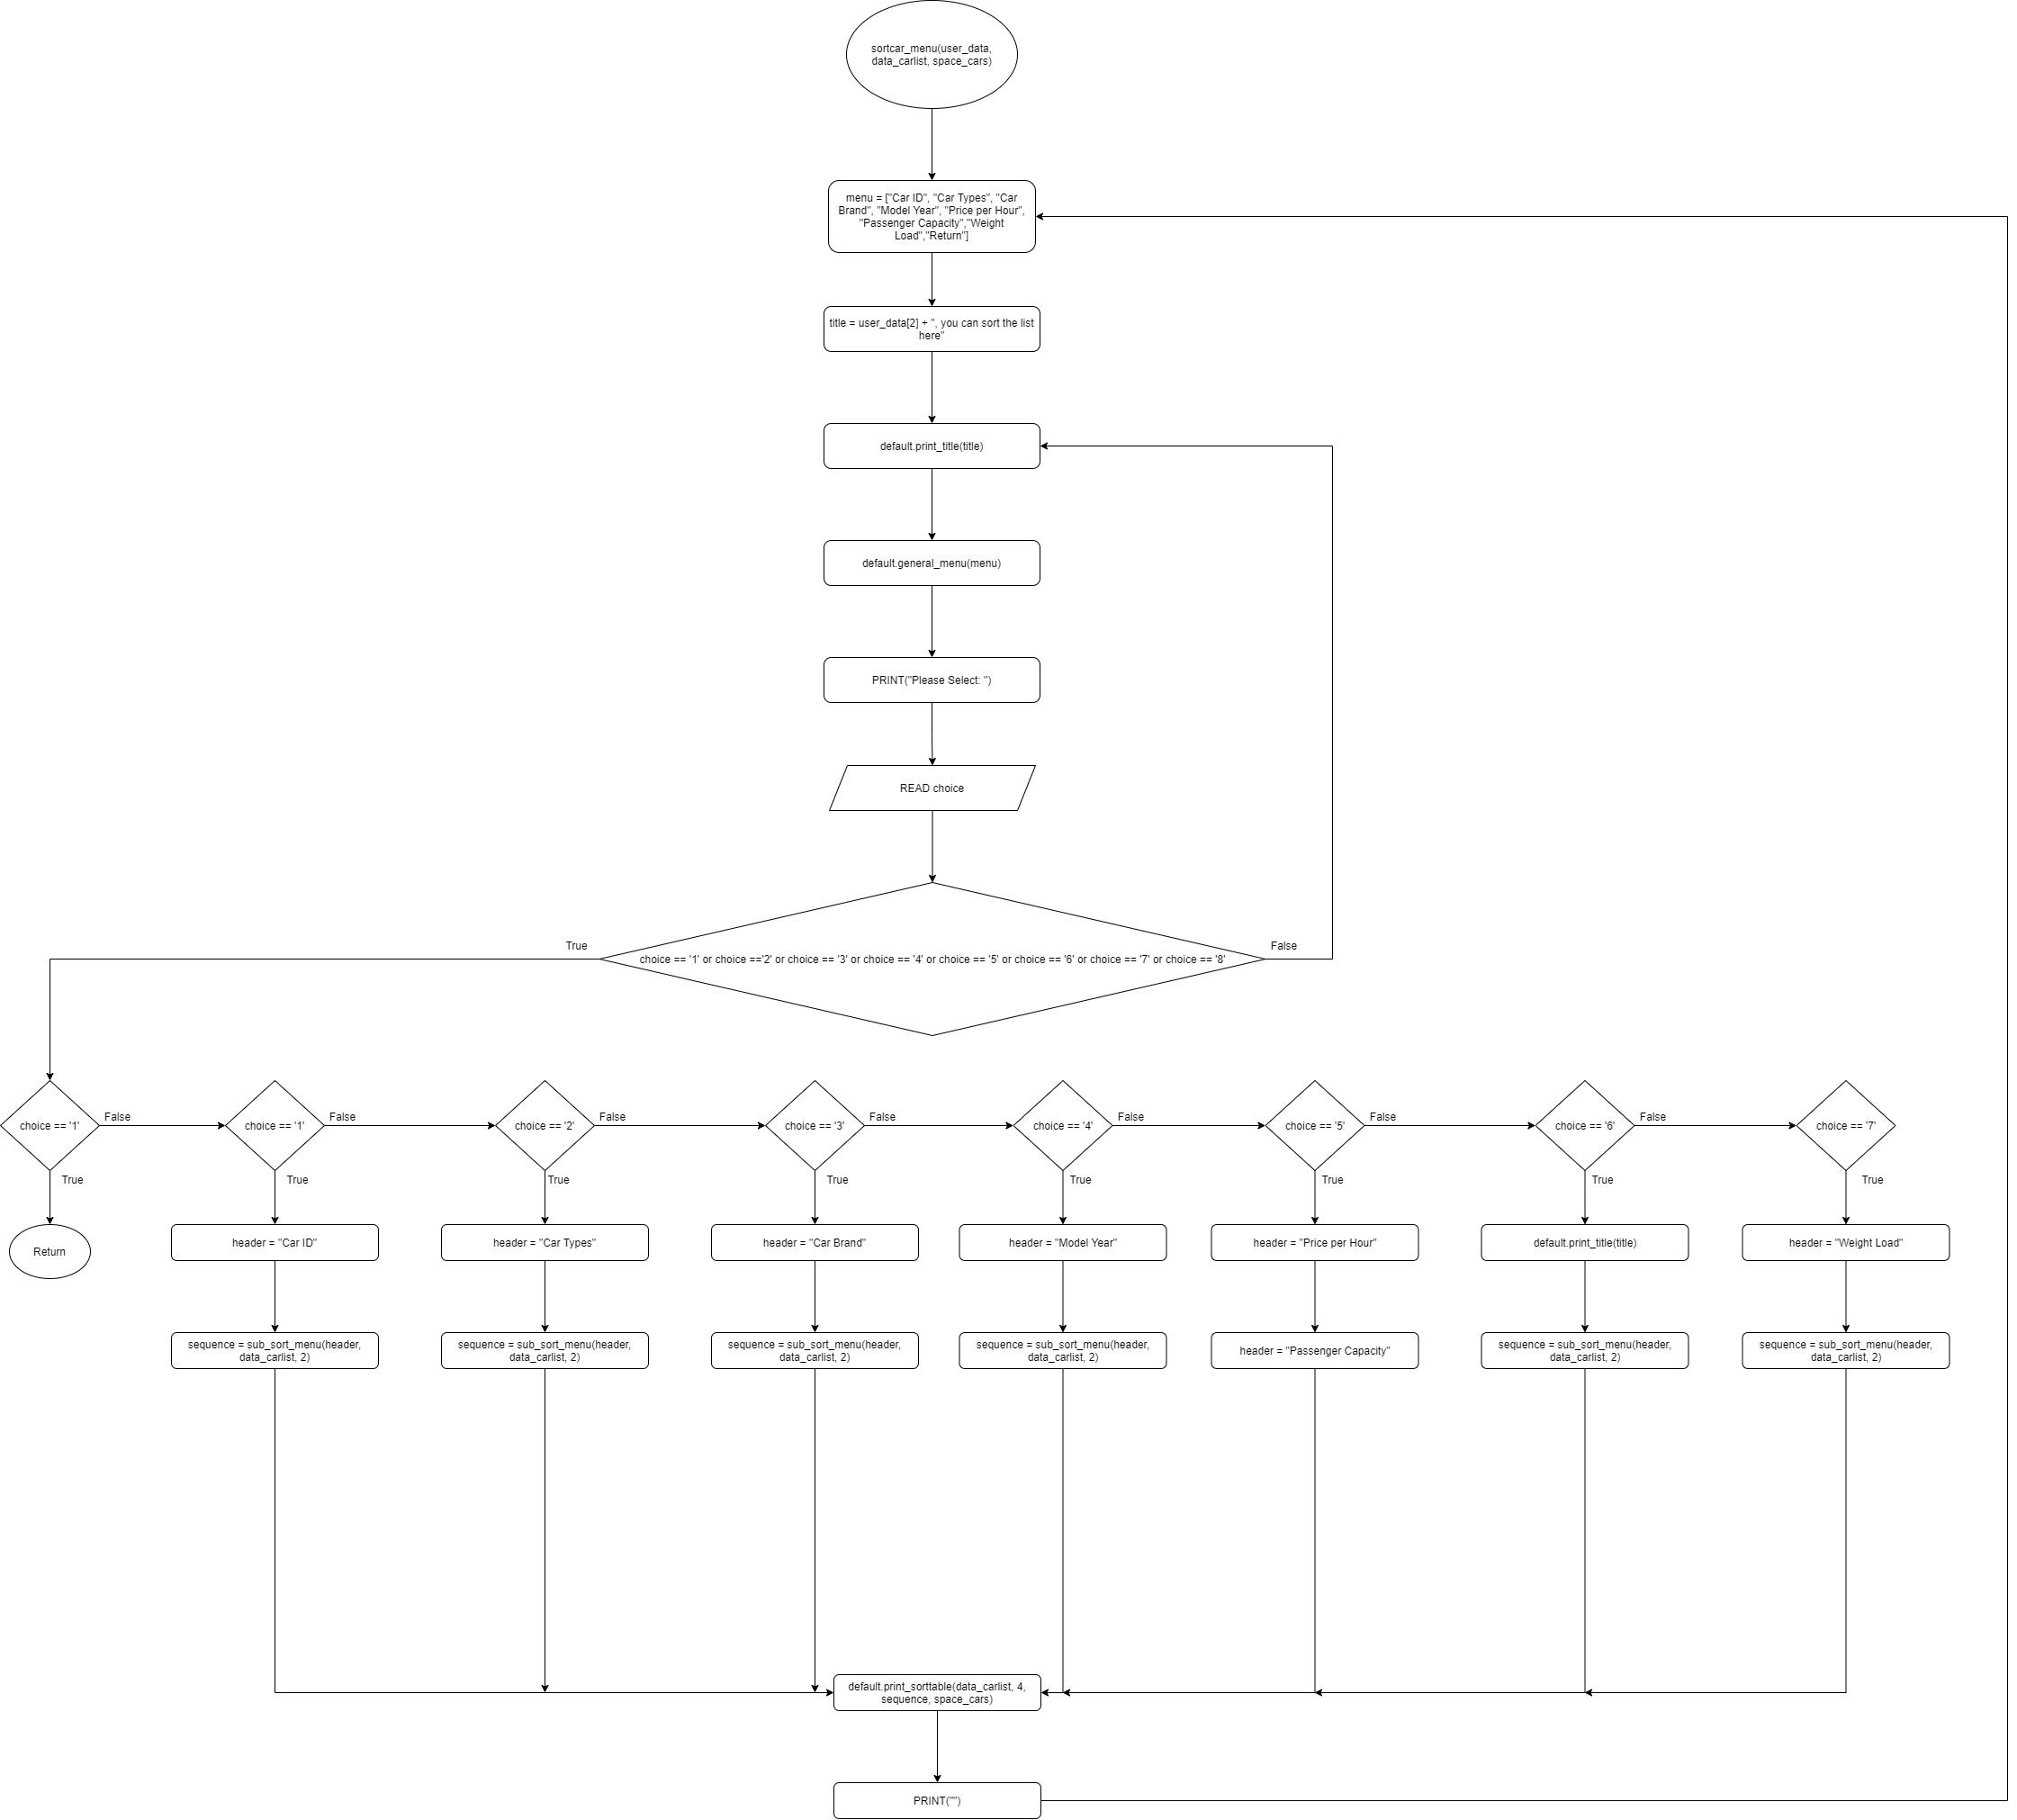 sortcar_menu(user_data,
data_carlist, space_cars)
menu = ["Car ID", "Car Types", "Car
Brand", "Model Year", "Price per Hour",
"Passenger Capacity","Weight
Load","Return"]
title = user_data[2] + ", you can sort the list
here"
default.print_title(title)
default.general_menu(menu)
PRINT("Please Select: ")
READ choice
True
False
choice == '1' or choice =='2' or choice == '3' or choice == '4' or choice == '5' or choice == '6' or choice == '7' or choice == '8'
choice == '1'
False
choice == '1'
False
choice == '2'
False
choice == '3'
False
choice == '4'
False
choice == '5'
False
choice == '6'
False
choice == '7'
True
True
True
True
True
True
True
True
Return
header = "Car ID"
header = "Car Types"
header = "Car Brand"
header = "Model Year"
header = "Price per Hour"
default.print_title(title)
header = "Weight Load"
sequence = sub_sort_menu(header,
data_carlist, 2)
sequence = sub_sort_menu(header,
data_carlist, 2)
sequence = sub_sort_menu(header,
data_carlist, 2)
sequence = sub_sort_menu(header,
data_carlist, 2)
header = "Passenger Capacity"
sequence = sub_sort_menu(header,
data_carlist, 2)
sequence = sub_sort_menu(header,
data_carlist, 2)
default.print_sorttable(data_carlist, 4,
sequence, space_cars)
PRINT("")